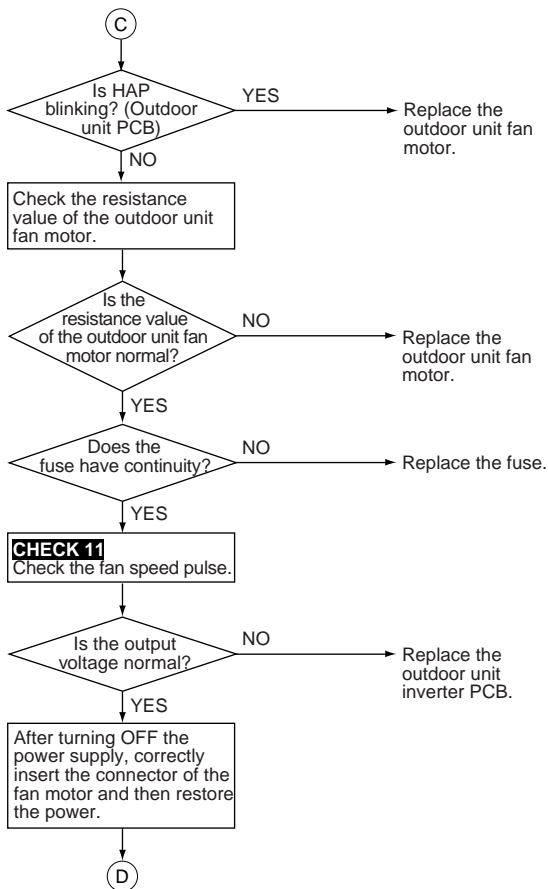 C
Is HAP
blinking? (Outdoor
unit PCB)
YES
Replace the
outdoor unit fan
motor.
NO
Check the resistance
value of the outdoor unit
fan motor.
Is the
resistance value
of the outdoor unit fan
motor normal?
NO
Replace the
outdoor unit fan
motor.
YES
Does the
fuse have continuity?
NO
Replace the fuse.
YES
CHECK 11
Check the fan speed pulse.
Is the output
voltage normal?
NO
Replace the
outdoor unit
inverter PCB.
YES
After turning OFF the
power supply, correctly
insert the connector of the
fan motor and then restore
the power.
D